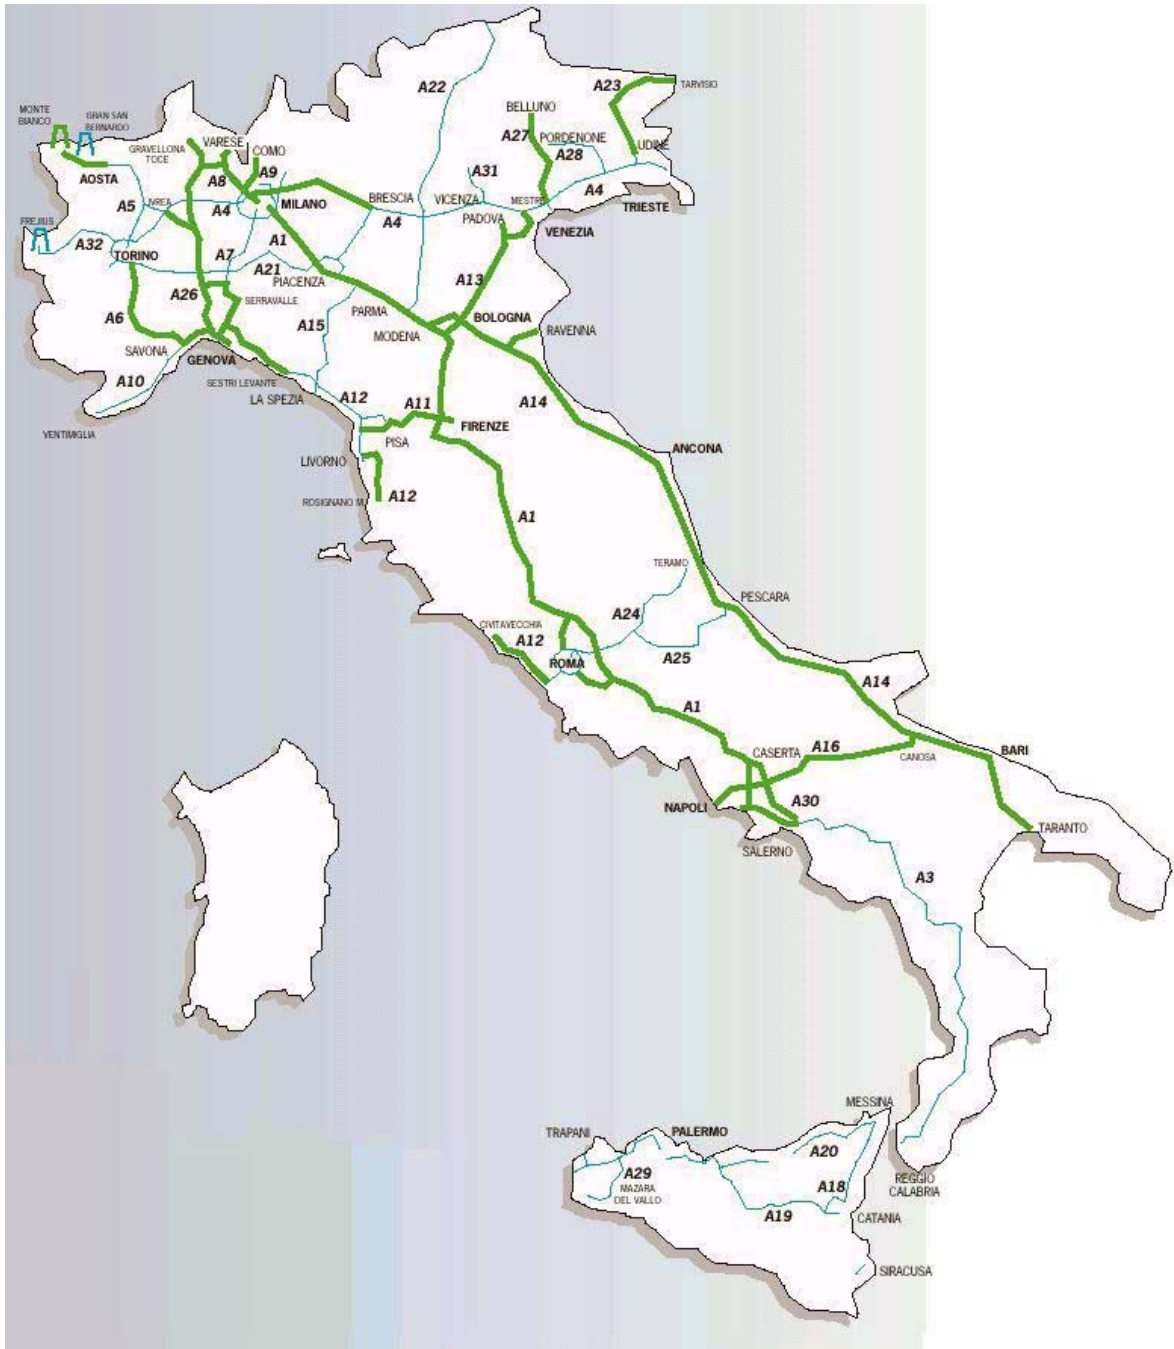 A22
A23
TARVISIO
BELLUNO
MONTE
BIANCO
GRAN SAN
BERNARDO
A27
PORDENONE
A28
UDINE
GRAVELLONA
TOCE
VARESE
COMO
A9
A8
A31
AOSTA
A5
IVREA
A4
MILANO
BRESCIA
VICENZA
MESTRE
A4
TRIESTE
FREJUS
A32
TORINO
A7
A1
A4
PADOVA
VENEZIA
A21
PIACENZA
A13
A26
SERRAVALLE
A6
A15
PARMA
MODENA
BOLOGNA
RAVENNA
SAVONA
GENOVA
A10
SESTRI LEVANTE
LA SPEZIA
A12
A11
FIRENZE
A14
VENTIMIGLIA
PISA
LIVORNO
ANCONA
ROSIGNANO M.
A12
A1
TERAMO
PESCARA
CIVITAVECCHIA
A12
A24
ROMA
A25
A14
A1
CASERTA
A16
CANOSA
BARI
NAPOLI
A30
TARANTO
SALERNO
A3
MESSINA
TRAPANI
PALERMO
A20
A29
MAZARA
DEL VALLO
A18
REGGIO
CALABRIA
A19
CATANIA
SIRACUSA